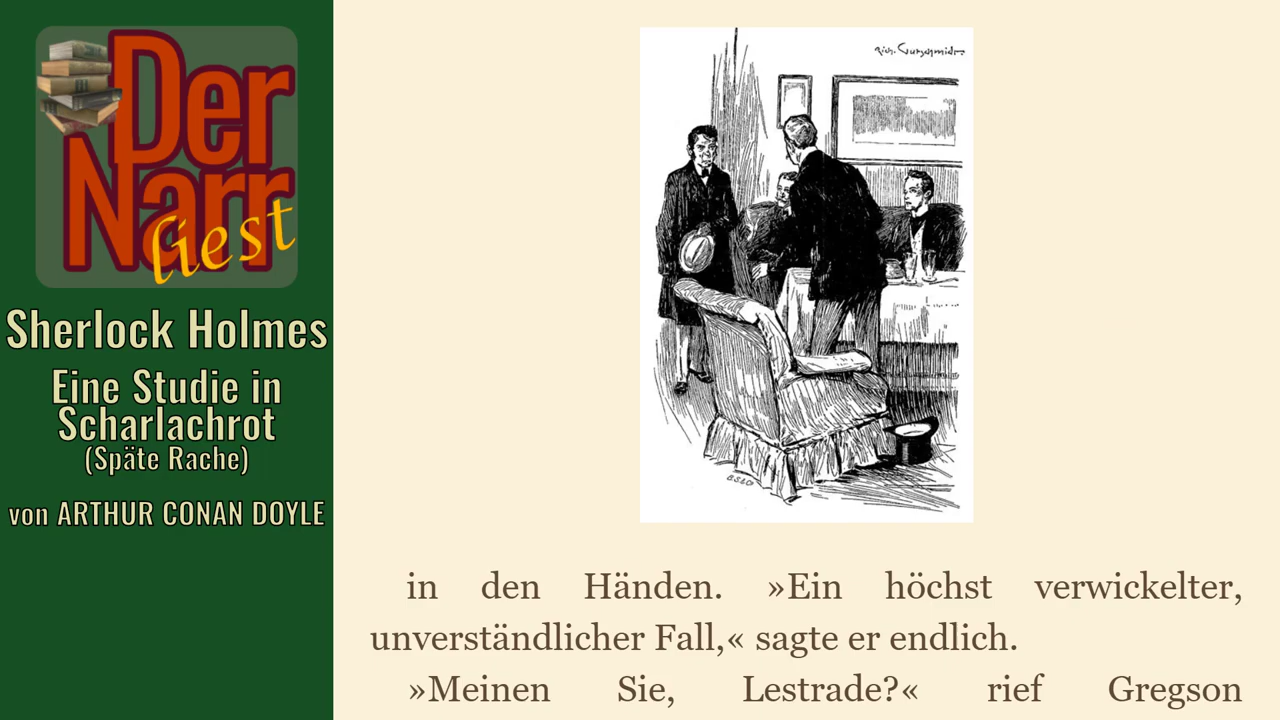 Der
Narr
liest
Sherlock Holmes
Eine Studie in
Scharlachrot
(Späte Rache)
von ARTHUR CONAN DOYLE
in den Händen. »Ein höchst verwickelter,
unverständlicher Fall,« sagte er endlich.
»Meinen Sie, Lestrade?« rief Gregson